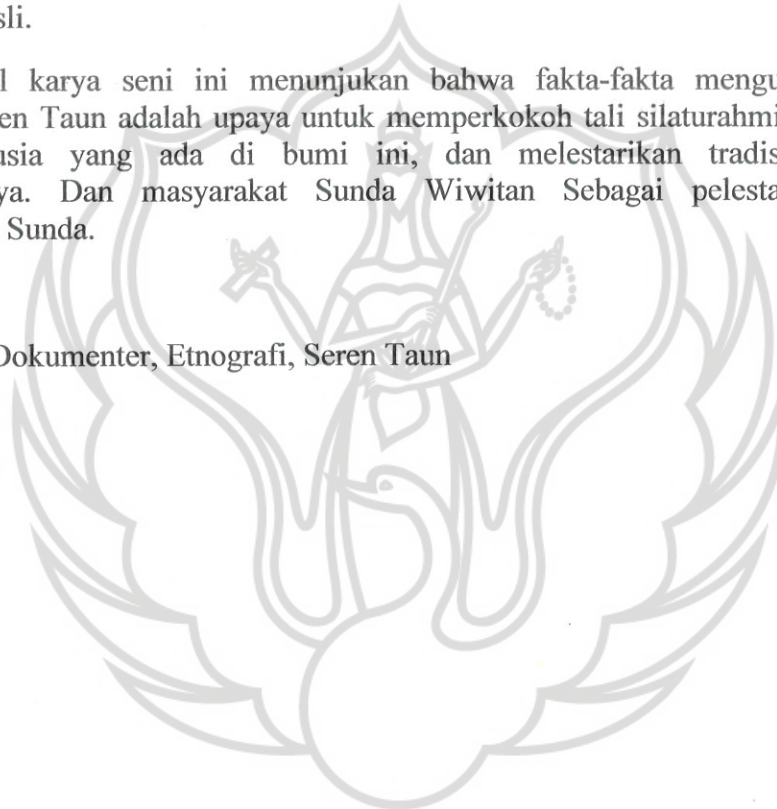 sli.
l karya seni ini menunjukan bahwa fakta-fakta mengu
en Taun adalah upaya untuk memperkokoh tali silaturahmi
usia yang ada di bumi ini, dan melestarikan tradis
ya. Dan masyarakat Sunda Wiwitan Sebagai pelesta
Sunda.
Dokumenter, Etnografi, Seren Taun